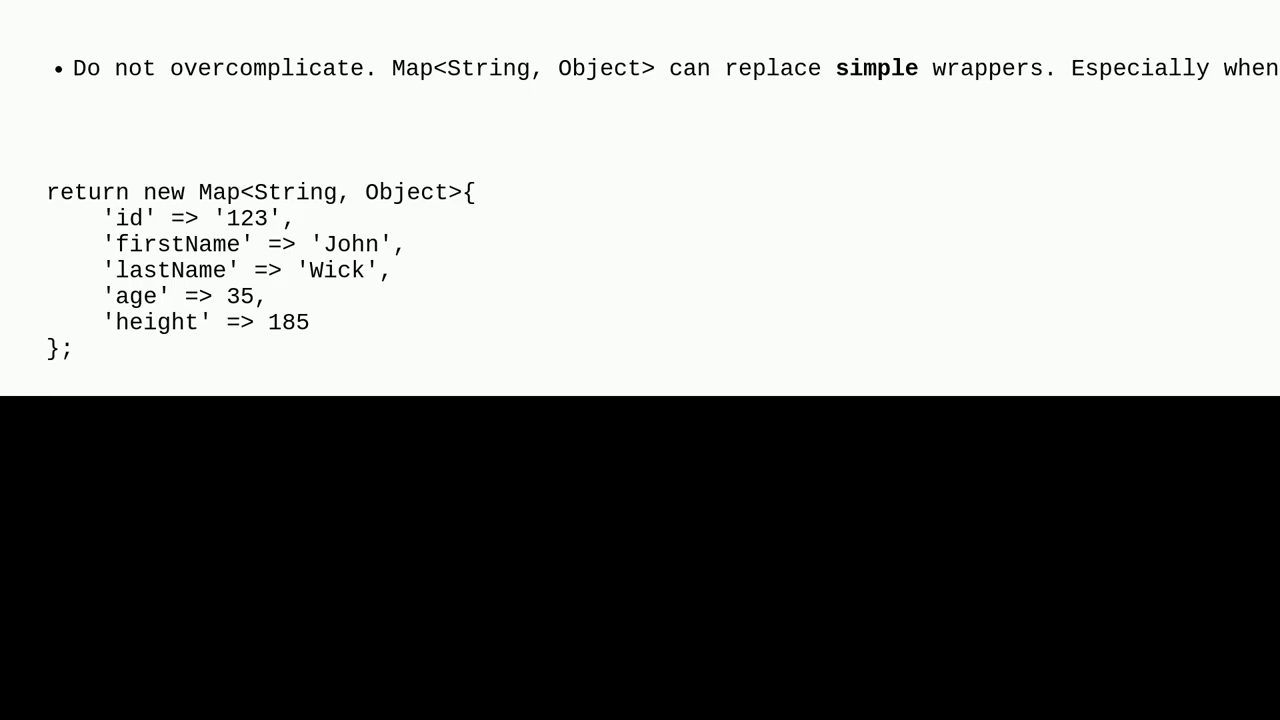 • Do not overcomplicate. Map<String, Object> can replace simple wrappers. Especially when
return new Map<String, Object>{
    'id' => '123',
    'firstName' => 'John',
    'lastName' => 'Wick',
    'age' => 35,
    'height' => 185
};